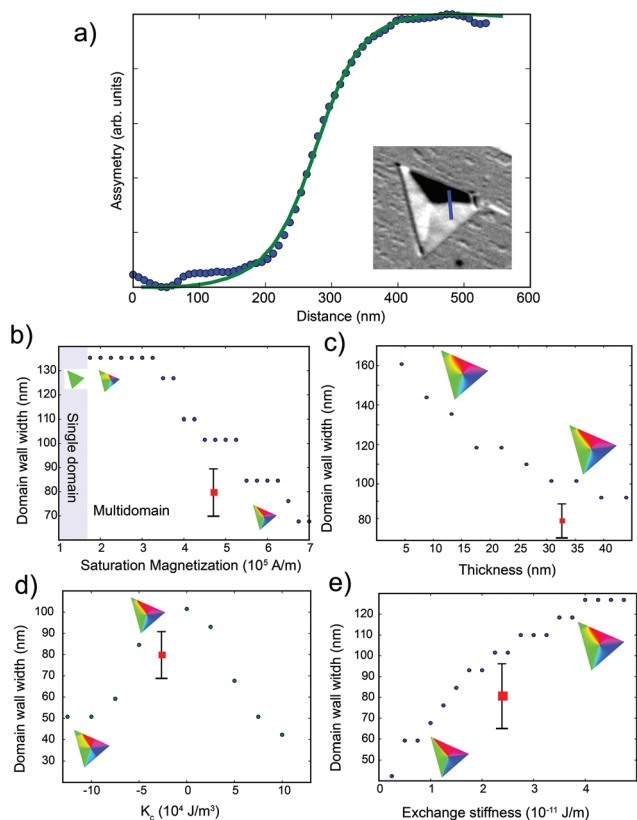 a)
Assymetry (arb. units)
0 100 200 300 400 500 600
Distance (nm)
b)
Domain wall width (nm)
130
120
110
100
90
80
70
Single domain
Multidomain
1 2 3 4 5 6 7
Saturation Magnetization (10⁵ A/m)
c)
Domain wall width (nm)
160
140
120
100
80
5 10 15 20 25 30 35 40
Thickness (nm)
d)
Domain wall width (nm)
100
90
80
70
60
50
40
30
-10 -5 0 5 10
K꜀ (10⁴ J/m³)
e)
Domain wall witdh (nm)
120
110
100
90
80
70
60
50
0 1 2 3 4
Exchange stiffness (10⁻¹¹ J/m)